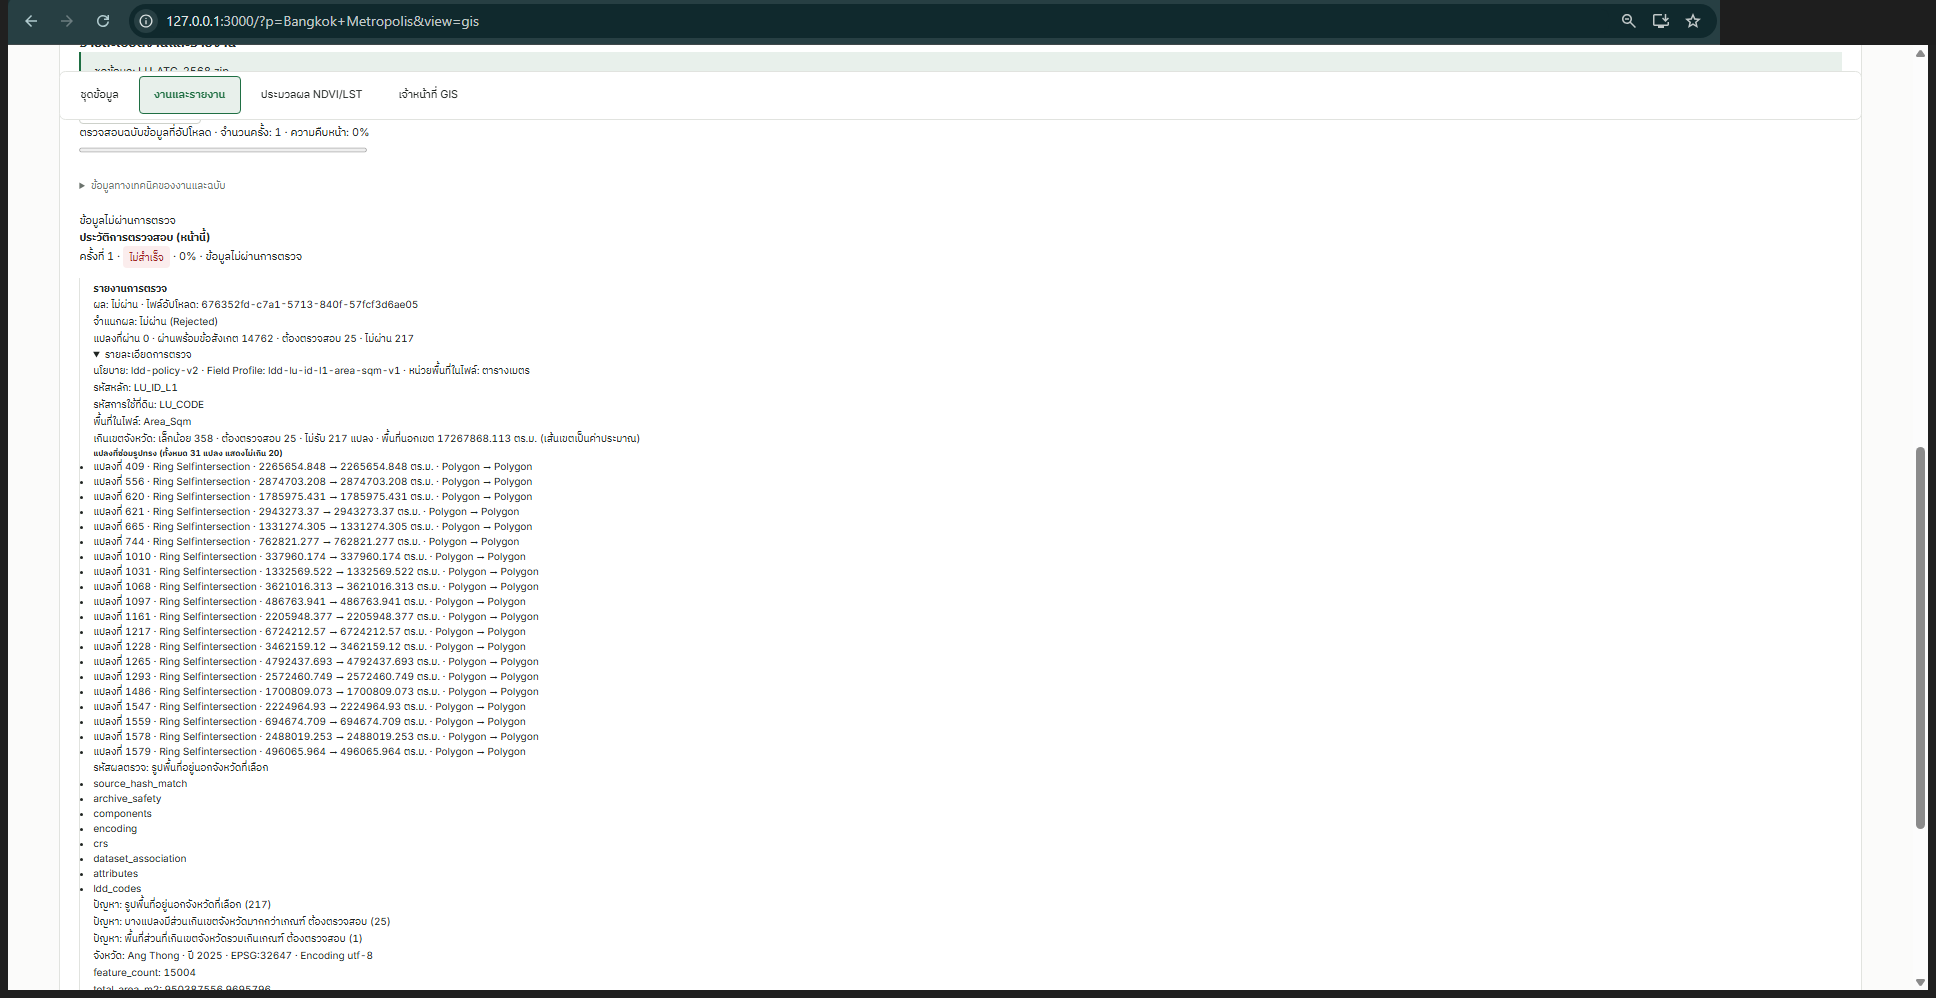 127.0.0.1:3000/?p=Bangkok+Metropolis&view=gis
ชุดข้อมูล: LU_ATG_2568.zip
ชุดข้อมูล
งานและรายงาน
ประมวลผล NDVI/LST
เจ้าหน้าที่ GIS
ตรวจสอบฉบับข้อมูลที่อัปโหลด · จำนวนครั้ง: 1 · ความคืบหน้า: 0%
ข้อมูลทางเทคนิคของงานและฉบับ
ข้อมูลไม่ผ่านการตรวจ
ประวัติการตรวจสอบ (หน้านี้)
ครั้งที่ 1 · ไม่สำเร็จ · 0% · ข้อมูลไม่ผ่านการตรวจ
รายงานการตรวจ
ผล: ไม่ผ่าน · ไฟล์อัปโหลด: 676352fd-c7a1-5713-840f-57fcf3d6ae05
จำแนกผล: ไม่ผ่าน (Rejected)
แปลงที่ผ่าน 0 · ผ่านพร้อมข้อสังเกต 14762 · ต้องตรวจสอบ 25 · ไม่ผ่าน 217
▼ รายละเอียดการตรวจ
นโยบาย: ldd-policy-v2 · Field Profile: ldd-lu-id-l1-area-sqm-v1 · หน่วยพื้นที่ในไฟล์: ตารางเมตร
รหัสหลัก: LU_ID_L1
รหัสการใช้ที่ดิน: LU_CODE
พื้นที่ในไฟล์: Area_Sqm
เกินเขตจังหวัด: เล็กน้อย 358 · ต้องตรวจสอบ 25 · ไม่รับ 217 แปลง · พื้นที่นอกเขต 17267868.113 ตร.ม. (เส้นเขตเป็นค่าประมาณ)
แปลงที่ซ่อมรูปทรง (ทั้งหมด 31 แปลง แสดงไม่เกิน 20)
แปลงที่ 409 · Ring Selfintersection · 2265654.848 → 2265654.848 ตร.ม. · Polygon → Polygon
แปลงที่ 556 · Ring Selfintersection · 2874703.208 → 2874703.208 ตร.ม. · Polygon → Polygon
แปลงที่ 620 · Ring Selfintersection · 1785975.431 → 1785975.431 ตร.ม. · Polygon → Polygon
แปลงที่ 621 · Ring Selfintersection · 2943273.37 → 2943273.37 ตร.ม. · Polygon → Polygon
แปลงที่ 665 · Ring Selfintersection · 1331274.305 → 1331274.305 ตร.ม. · Polygon → Polygon
แปลงที่ 744 · Ring Selfintersection · 762821.277 → 762821.277 ตร.ม. · Polygon → Polygon
แปลงที่ 1010 · Ring Selfintersection · 337960.174 → 337960.174 ตร.ม. · Polygon → Polygon
แปลงที่ 1031 · Ring Selfintersection · 1332569.522 → 1332569.522 ตร.ม. · Polygon → Polygon
แปลงที่ 1068 · Ring Selfintersection · 3621016.313 → 3621016.313 ตร.ม. · Polygon → Polygon
แปลงที่ 1097 · Ring Selfintersection · 486763.941 → 486763.941 ตร.ม. · Polygon → Polygon
แปลงที่ 1161 · Ring Selfintersection · 2205948.377 → 2205948.377 ตร.ม. · Polygon → Polygon
แปลงที่ 1217 · Ring Selfintersection · 6724212.57 → 6724212.57 ตร.ม. · Polygon → Polygon
แปลงที่ 1228 · Ring Selfintersection · 3462159.12 → 3462159.12 ตร.ม. · Polygon → Polygon
แปลงที่ 1265 · Ring Selfintersection · 4792437.693 → 4792437.693 ตร.ม. · Polygon → Polygon
แปลงที่ 1293 · Ring Selfintersection · 2572460.749 → 2572460.749 ตร.ม. · Polygon → Polygon
แปลงที่ 1486 · Ring Selfintersection · 1700809.073 → 1700809.073 ตร.ม. · Polygon → Polygon
แปลงที่ 1547 · Ring Selfintersection · 2224964.93 → 2224964.93 ตร.ม. · Polygon → Polygon
แปลงที่ 1559 · Ring Selfintersection · 694674.709 → 694674.709 ตร.ม. · Polygon → Polygon
แปลงที่ 1578 · Ring Selfintersection · 2488019.253 → 2488019.253 ตร.ม. · Polygon → Polygon
แปลงที่ 1579 · Ring Selfintersection · 496065.964 → 496065.964 ตร.ม. · Polygon → Polygon
รหัสผลตรวจ: รูปพื้นที่อยู่นอกจังหวัดที่เลือก
source_hash_match
archive_safety
components
encoding
crs
dataset_association
attributes
ldd_codes
ปัญหา: รูปพื้นที่อยู่นอกจังหวัดที่เลือก (217)
ปัญหา: บางแปลงมีส่วนเกินเขตจังหวัดมากกว่าเกณฑ์ ต้องตรวจสอบ (25)
ปัญหา: พื้นที่ส่วนที่เกินเขตจังหวัดรวมเกินเกณฑ์ ต้องตรวจสอบ (1)
จังหวัด: Ang Thong · ปี 2025 · EPSG:32647 · Encoding utf-8
feature_count: 15004
total_area_m2: 950387556.9695796